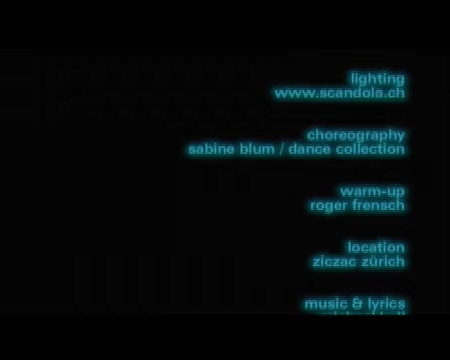 lighting
www.scandola.ch
choreography
sabine blum / dance collection
warm-up
roger frensch
location
ziczac zürich
music & lyrics